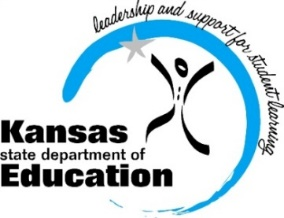 leadership and support for student learning
Kansas
state department of
Education